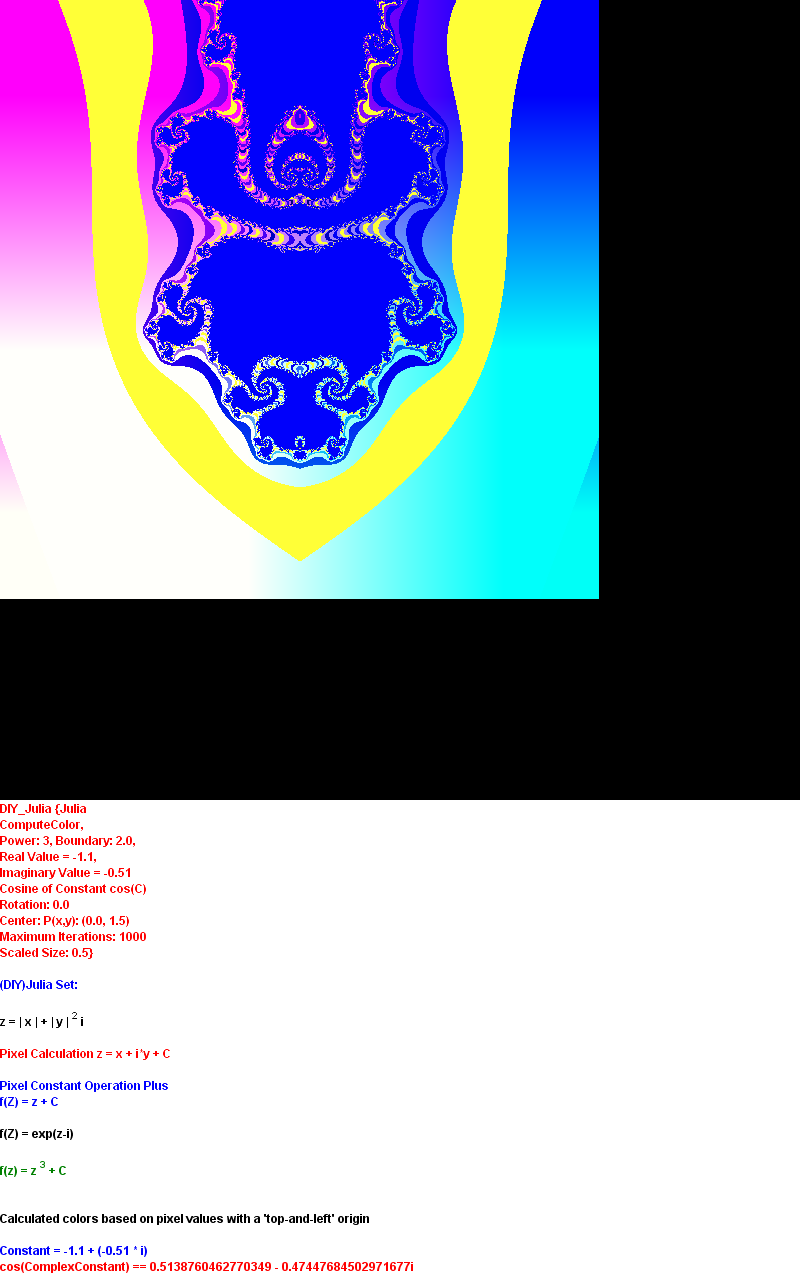 DIY_Julia {Julia
ComputeColor,
Power: 3, Boundary: 2.0,
Real Value = -1.1,
Imaginary Value = -0.51
Cosine of Constant cos(C)
Rotation: 0.0
Center: P(x,y): (0.0, 1.5)
Maximum Iterations: 1000
Scaled Size: 0.5}
(DIY)Julia Set:
z = | x | + | y | ² i
Pixel Calculation z = x + i*y + C
Pixel Constant Operation Plus
f(Z) = z + C
f(Z) = exp(z-i)
f(z) = z ³ + C
Calculated colors based on pixel values with a 'top-and-left' origin
Constant = -1.1 + (-0.51 * i)
cos(ComplexConstant) == 0.5138760462770349 - 0.47447684502971677i